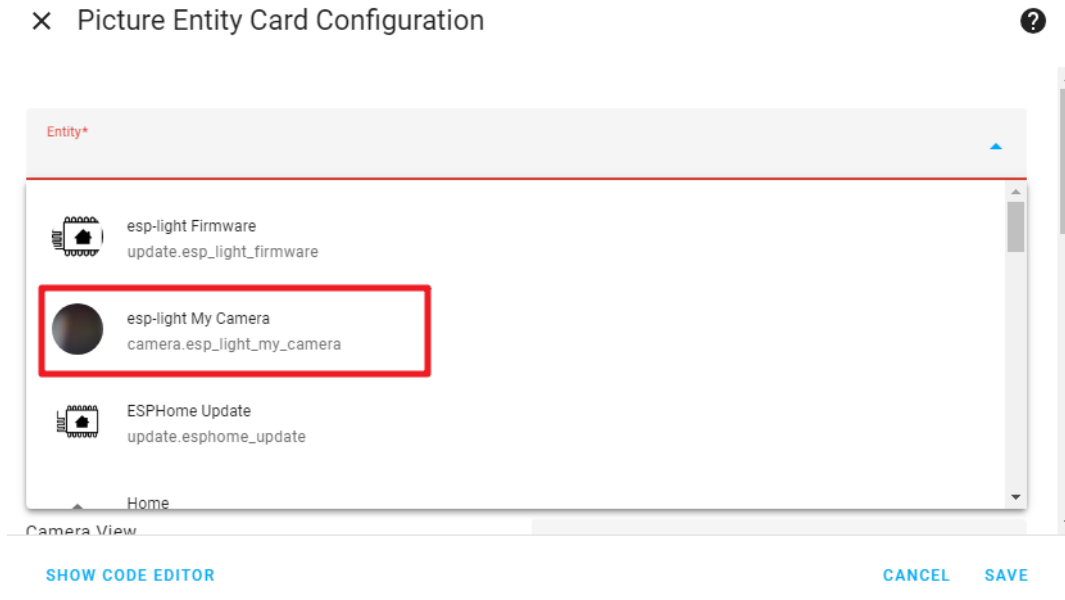 Picture Entity Card Configuration
Entity*
esp-light Firmware
update.esp_light_firmware
esp-light My Camera
camera.esp_light_my_camera
ESPHome Update
update.esphome_update
Home
Camera View
SHOW CODE EDITOR
CANCEL
SAVE